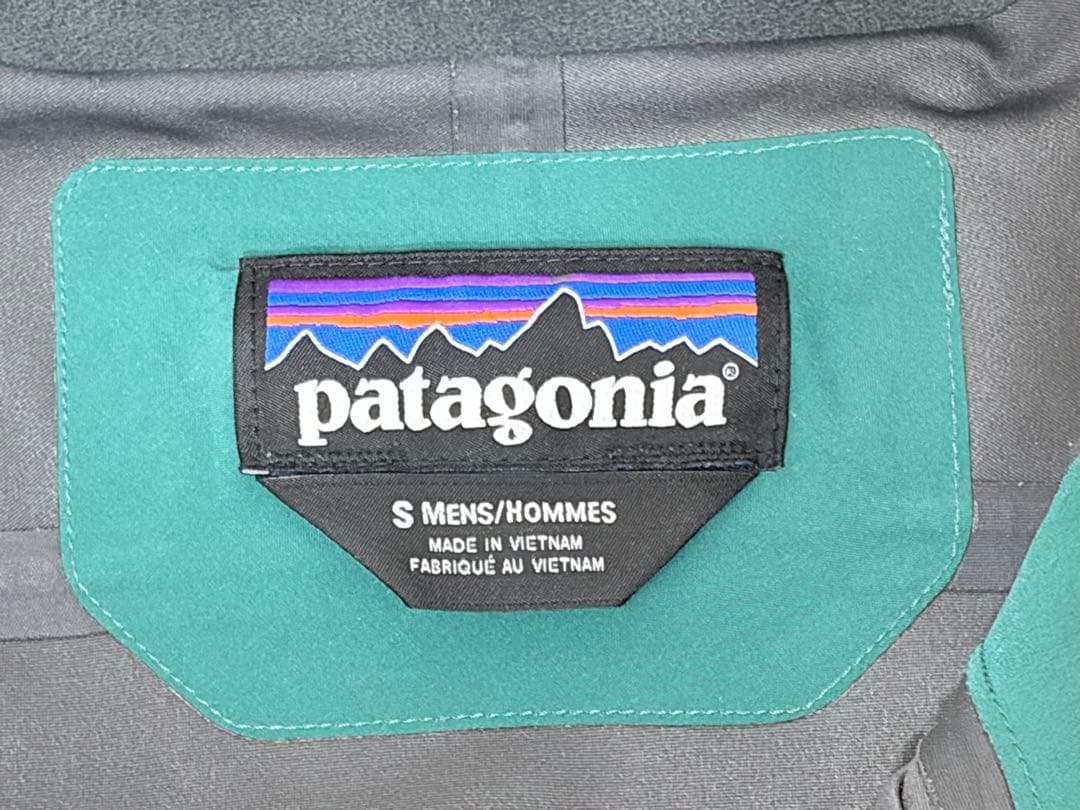 patagonia®
S MENS/HOMMES
MADE IN VIETNAM
FABRIQUÉ AU VIETNAM